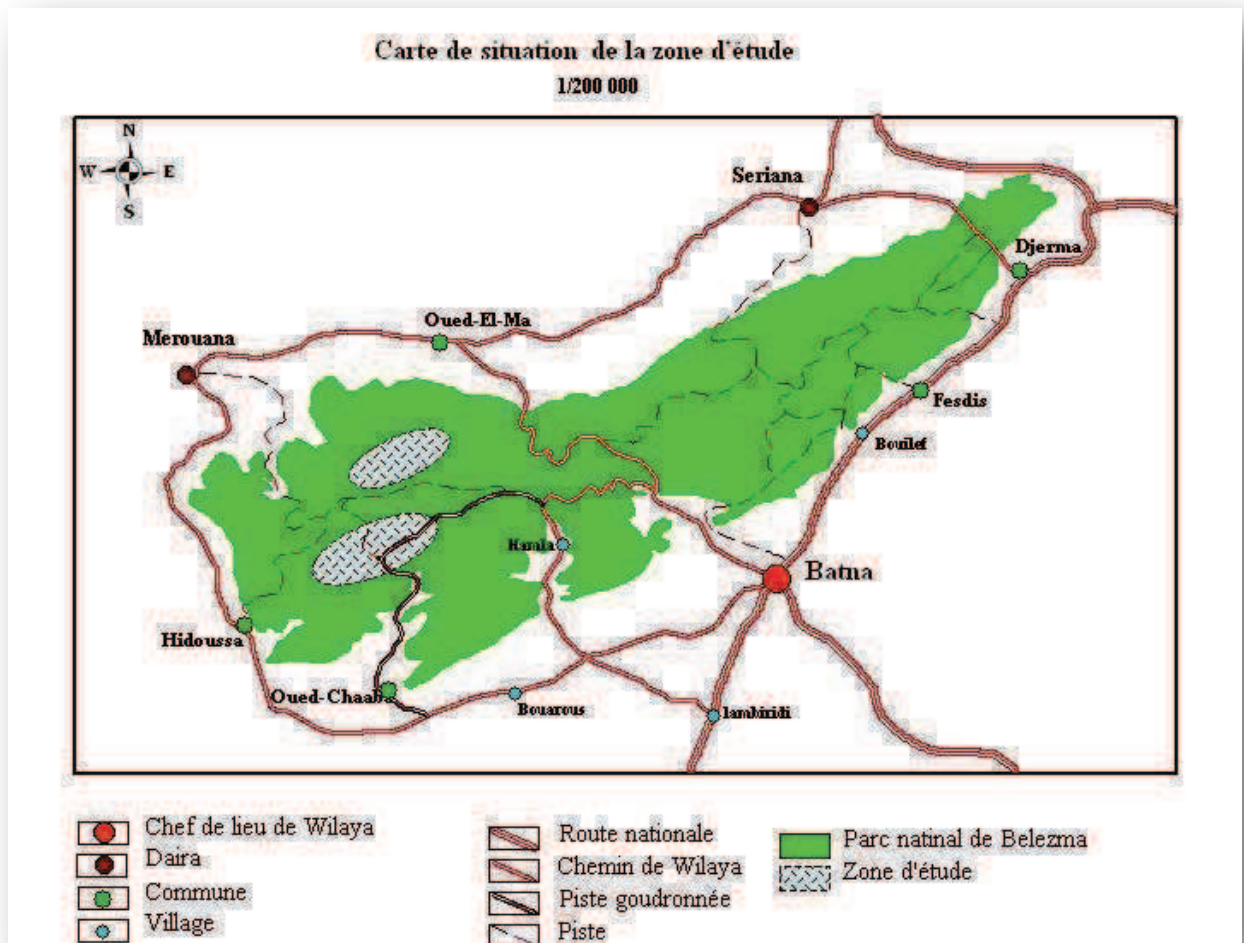 Carte de situation de la zone d'étude
1/200 000
N
W E
S
Seriana
Djerma
Oued-El-Ma
Merouana
Fesdis
Bouilef
Hamla
Batna
Hidoussa
Oued-Chaaba
Bouarous
lambiridi
Chef de lieu de Wilaya
Daira
Commune
Village
Route nationale
Chemin de Wilaya
Piste goudronnée
Piste
Parc natinal de Belezma
Zone d'étude